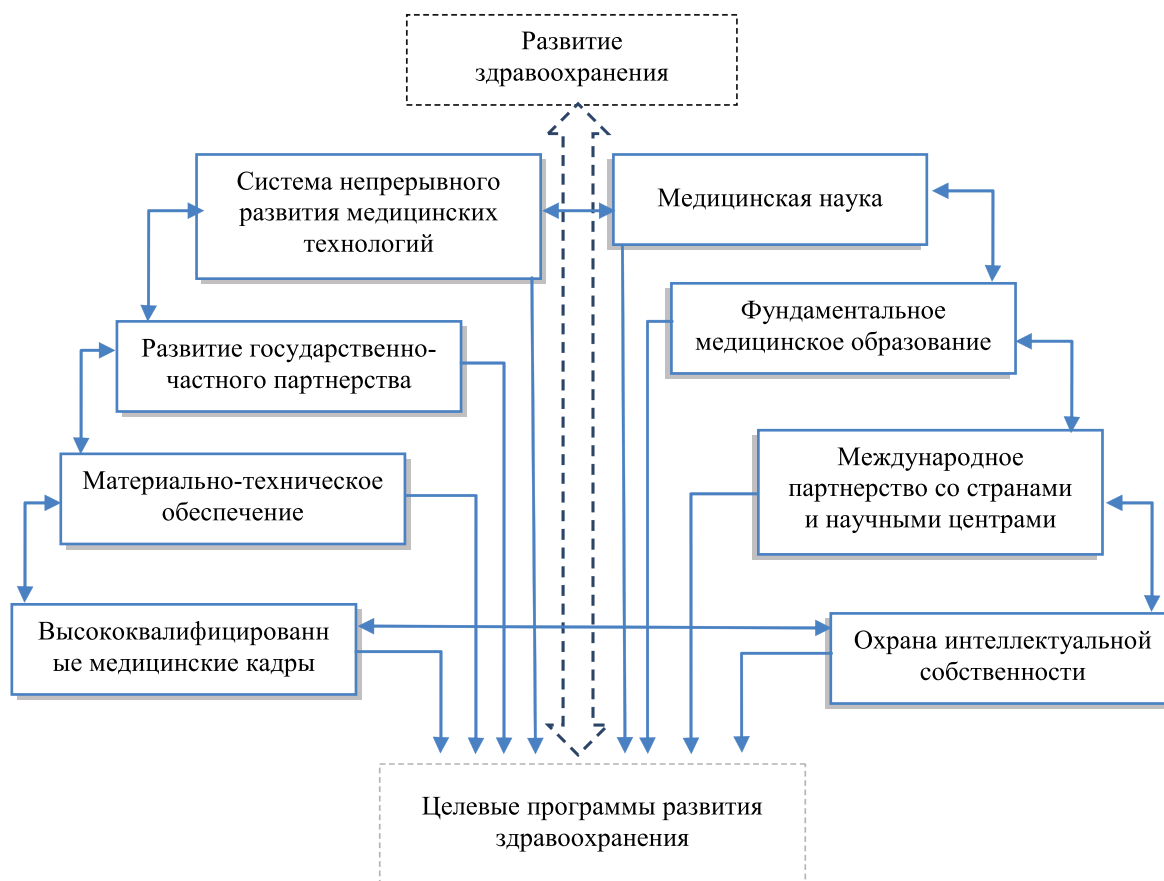 Развитие
здравоохранения
Система непрерывного
развития медицинских
технологий
Медицинская наука
Фундаментальное
медицинское образование
Развитие государственно-
частного партнерства
Международное
партнерство со странами
и научными центрами
Материально-техническое
обеспечение
Высококвалифицированн
ые медицинские кадры
Охрана интеллектуальной
собственности
Целевые программы развития
здравоохранения